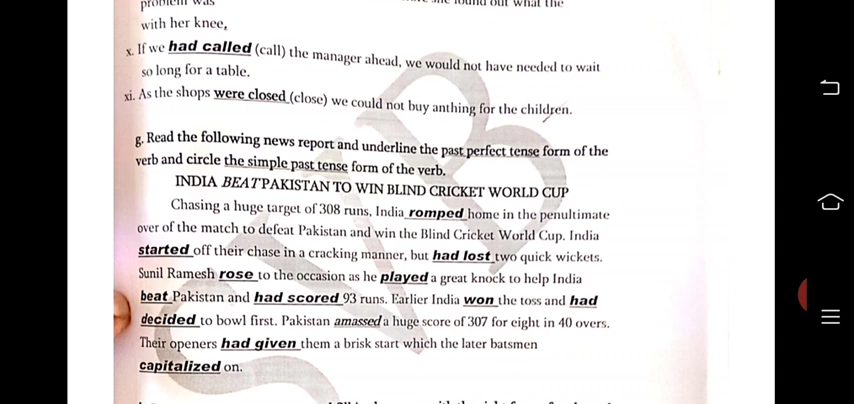 problem was
with her knee,
x. If we had called (call) the manager ahead, we would not have needed to wait
so long for a table.
xi. As the shops were closed (close) we could not buy anthing for the children.
g. Read the following news report and underline the past perfect tense form of the
verb and circle the simple past tense form of the verb.
INDIA BEAT PAKISTAN TO WIN BLIND CRICKET WORLD CUP
Chasing a huge target of 308 runs, India romped home in the penultimate
over of the match to defeat Pakistan and win the Blind Cricket World Cup. India
started off their chase in a cracking manner, but had lost two quick wickets.
Sunil Ramesh rose to the occasion as he played a great knock to help India
beat Pakistan and had scored 93 runs. Earlier India won the toss and had
decided to bowl first. Pakistan amassed a huge score of 307 for eight in 40 overs.
Their openers had given them a brisk start which the later batsmen
capitalized on.